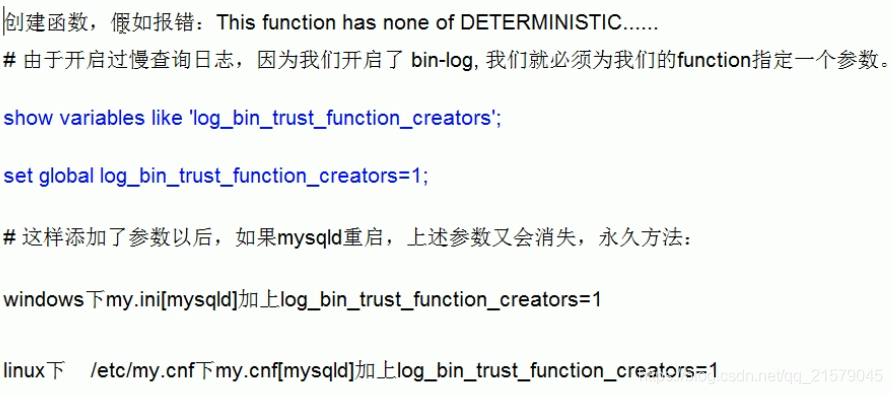 创建函数，假如报错：This function has none of DETERMINISTIC......
# 由于开启过慢查询日志，因为我们开启了 bin-log, 我们就必须为我们的function指定一个参数。
show variables like 'log_bin_trust_function_creators';
set global log_bin_trust_function_creators=1;
# 这样添加了参数以后，如果mysqld重启，上述参数又会消失，永久方法：
windows下my.ini[mysqld]加上log_bin_trust_function_creators=1
linux下 /etc/my.cnf下my.cnf[mysqld]加上log_bin_trust_function_creators=1
https://blog.csdn.net/qq_21579045